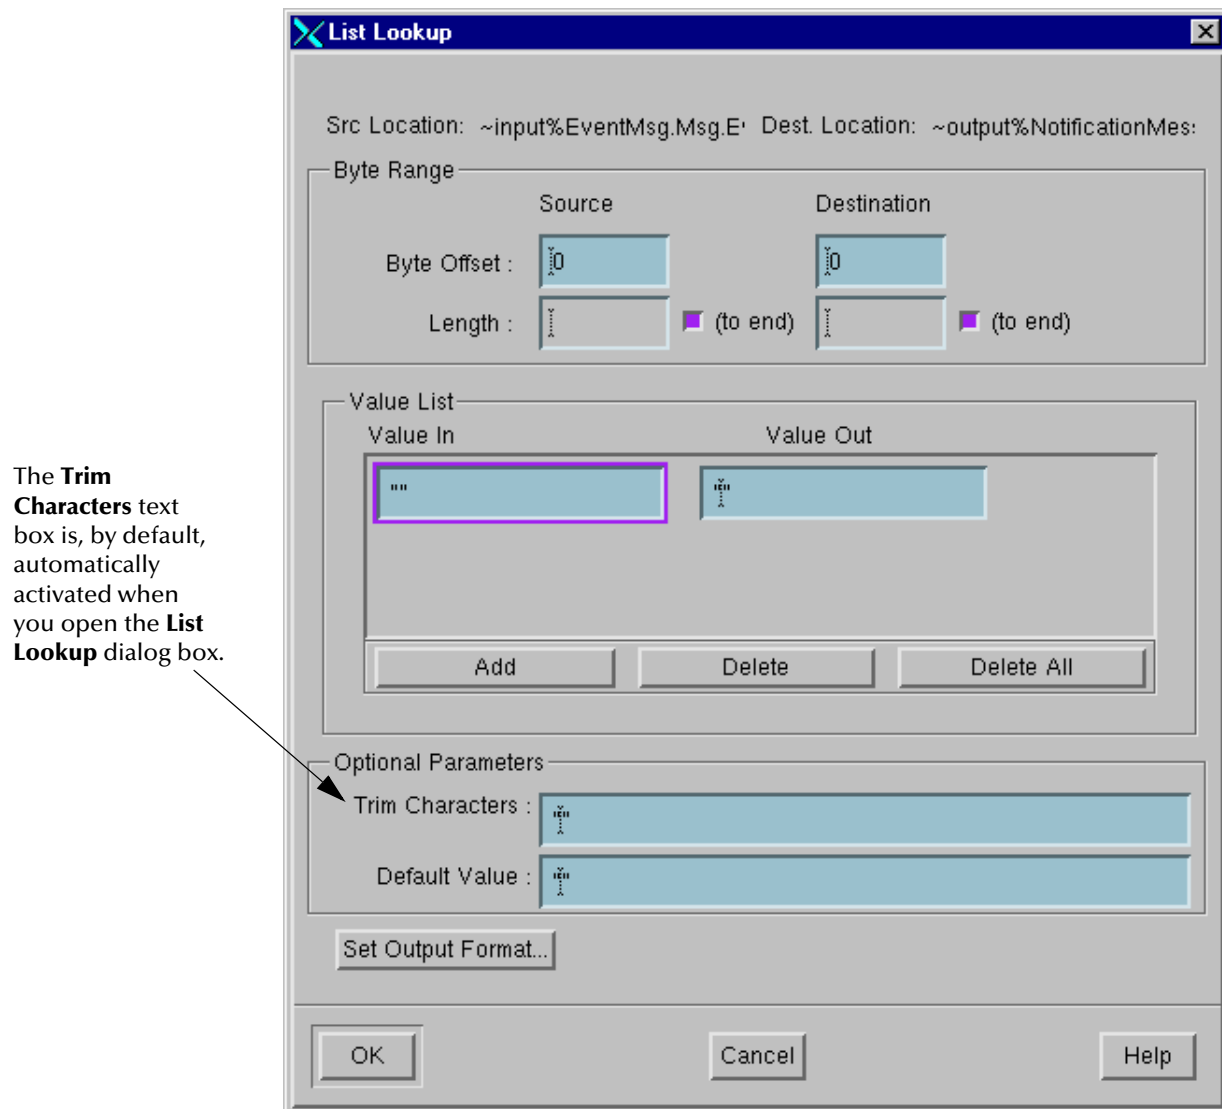 List Lookup
Src Location: ~input%EventMsg.Msg.E' Dest. Location: ~output%NotificationMes:
Byte Range
Source Destination
Byte Offset : 0 0
Length : (to end) (to end)
Value List
Value In Value Out
"" ""
Add Delete Delete All
The Trim
Characters text
box is, by default,
automatically
activated when
you open the List
Lookup dialog box.
Optional Parameters
Trim Characters : ""
Default Value : ""
Set Output Format...
OK Cancel Help